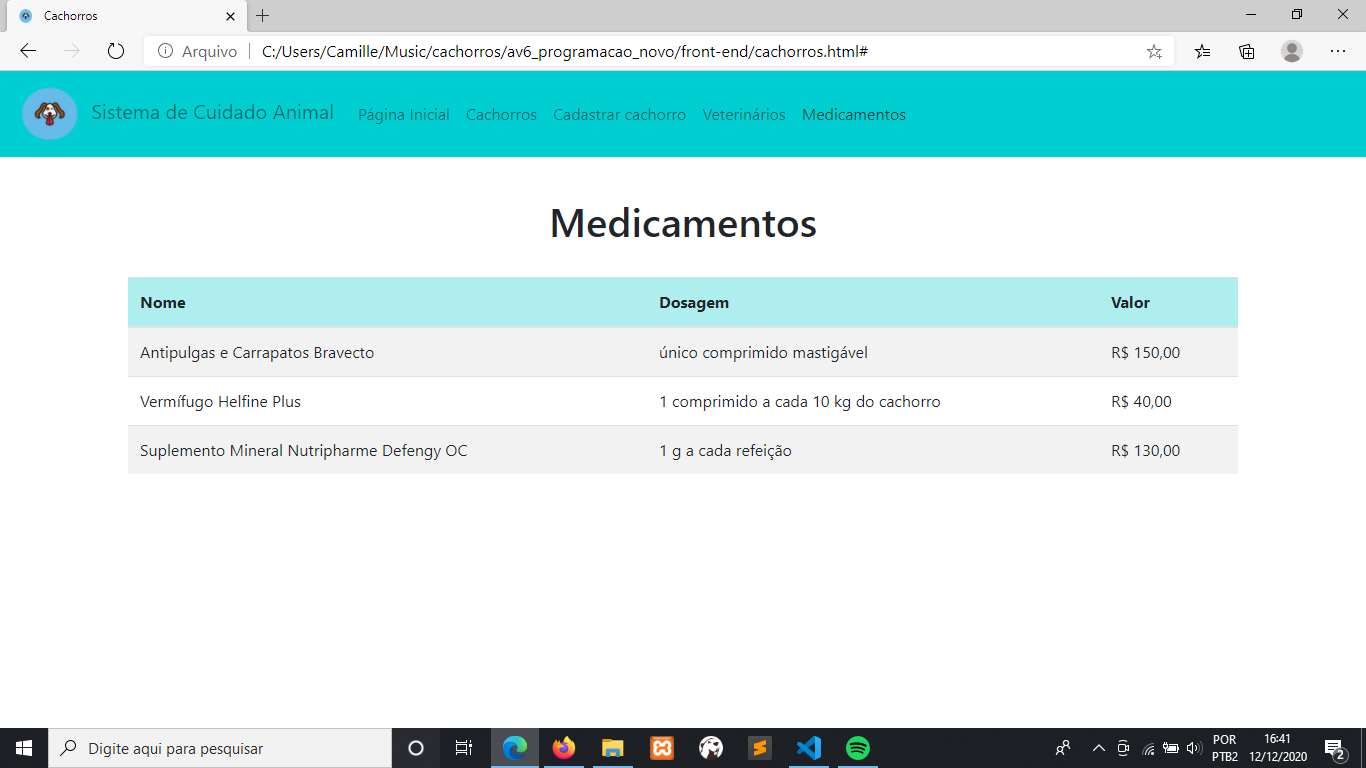 Cachorros
Arquivo C:/Users/Camille/Music/cachorros/av6_programacao_novo/front-end/cachorros.html#
Sistema de Cuidado Animal Página Inicial Cachorros Cadastrar cachorro Veterinários Medicamentos
Medicamentos
Nome Dosagem Valor
Antipulgas e Carrapatos Bravecto único comprimido mastigável R$ 150,00
Vermífugo Helfine Plus 1 comprimido a cada 10 kg do cachorro R$ 40,00
Suplemento Mineral Nutripharme Defengy OC 1 g a cada refeição R$ 130,00
Digite aqui para pesquisar
POR 16:41
PTB2 12/12/2020 2